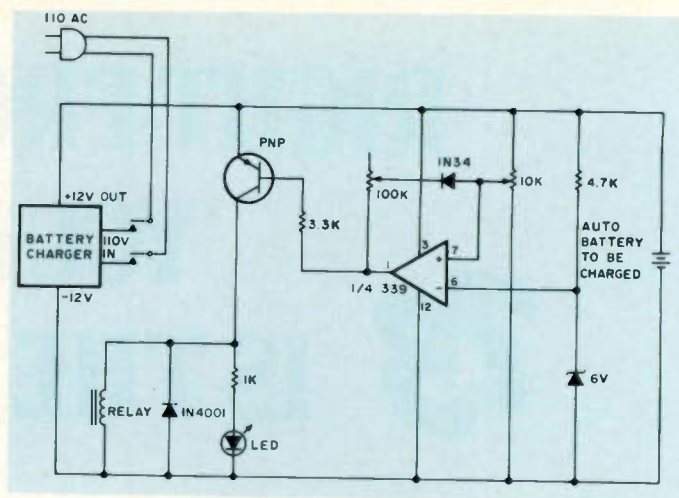 110 AC
PNP
+12V OUT
BATTERY
CHARGER
110V
IN
-12V
3.3K
100K
1N34
10K
4.7K
AUTO
BATTERY
TO BE
CHARGED
1
3
7
+
6
-
12
1/4 339
1K
6V
RELAY
1N4001
LED